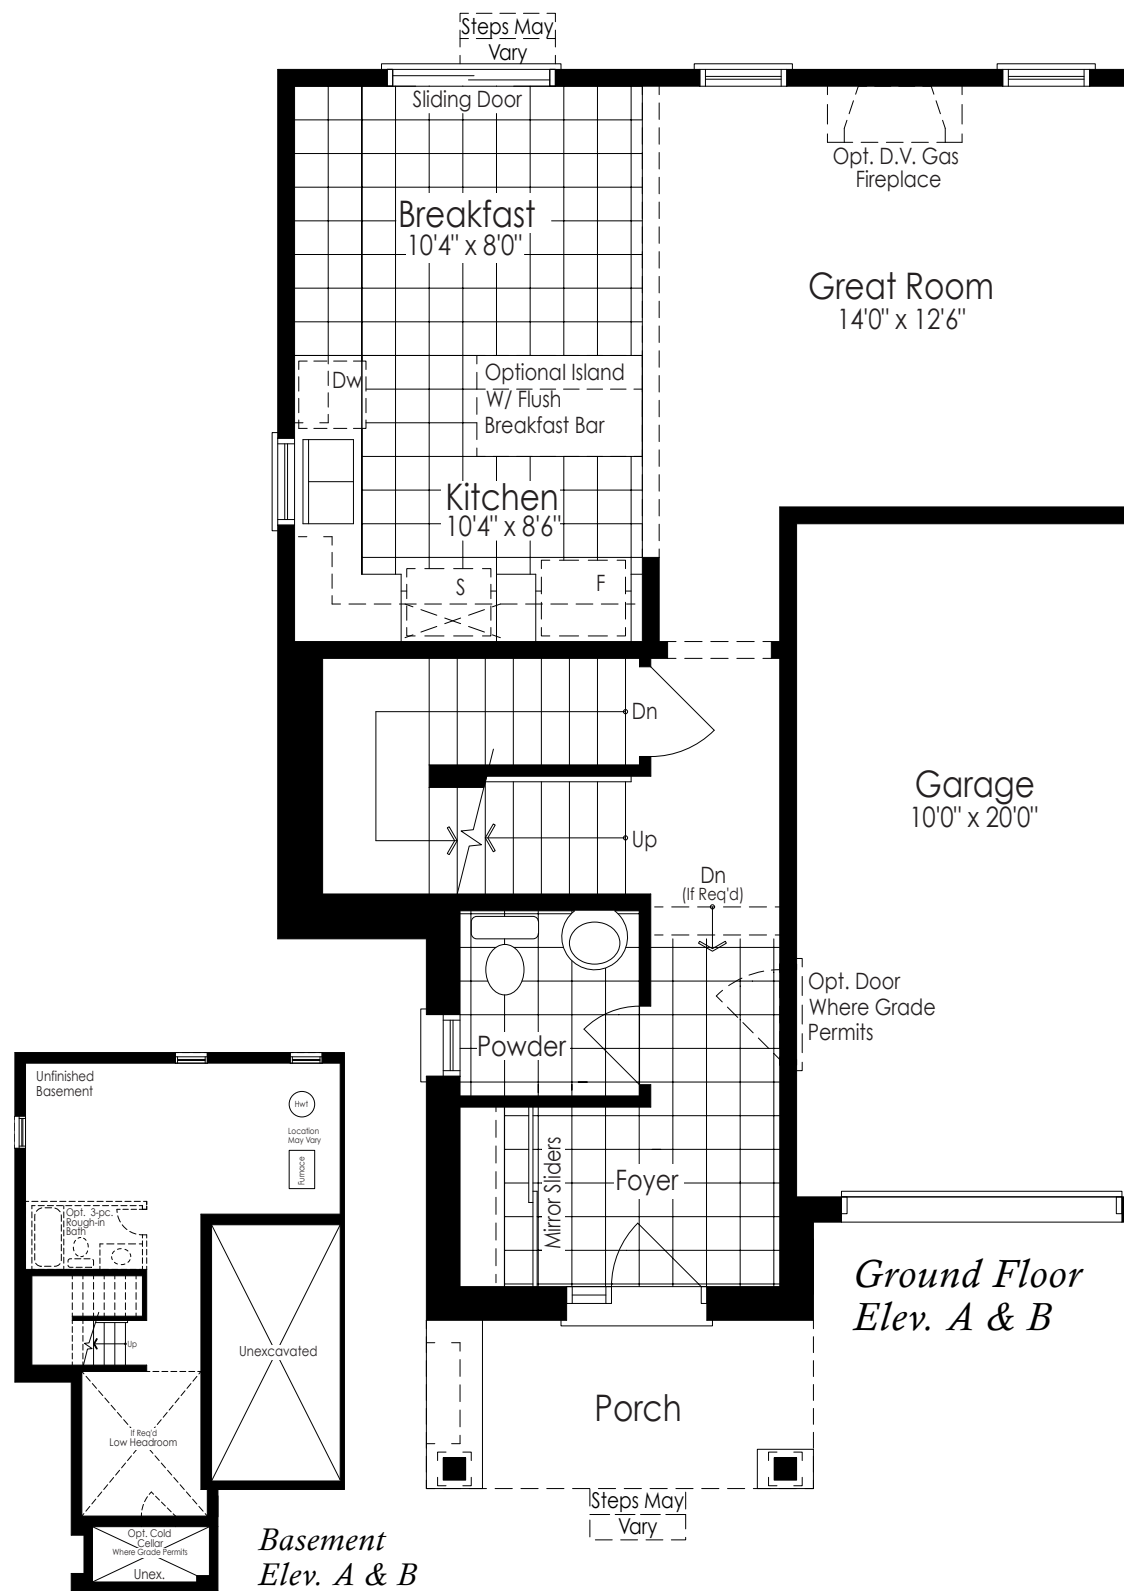 Steps May
Vary
Sliding Door
Opt. D.V. Gas
Fireplace
Breakfast
10'4" x 8'0"
Great Room
14'0" x 12'6"
Dw
Optional Island
W/ Flush
Breakfast Bar
Kitchen
10'4" x 8'6"
S
F
Dn
Garage
10'0" x 20'0"
Up
Dn
(If Req'd)
Opt. Door
Where Grade
Permits
Powder
Mirror Sliders
Foyer
Ground Floor
Elev. A & B
Porch
Steps May
Vary
Unfinished
Basement
Hwt
Location
May Vary
Furnace
Opt. 3-pc.
Rough-in
Bath
Up
Unexcavated
If Req'd
Low Headroom
Opt. Cold
Cellar
Where Grade Permits
Unex.
Basement
Elev. A & B